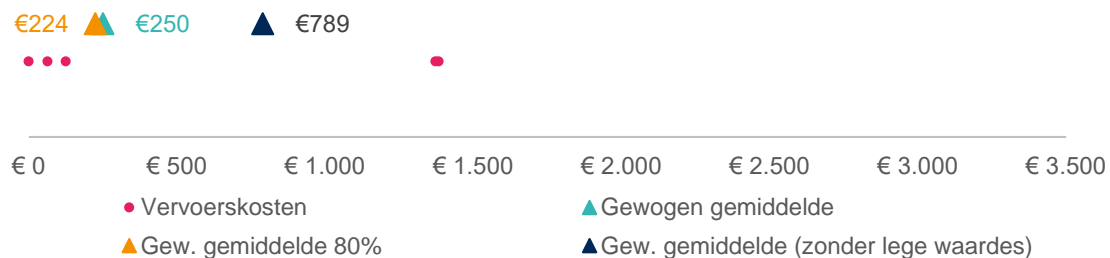 €224 €250 €789
€ 0 € 500 € 1.000 € 1.500 € 2.000 € 2.500 € 3.000 € 3.500
Vervoerskosten Gewogen gemiddelde
Gew. gemiddelde 80% Gew. gemiddelde (zonder lege waardes)